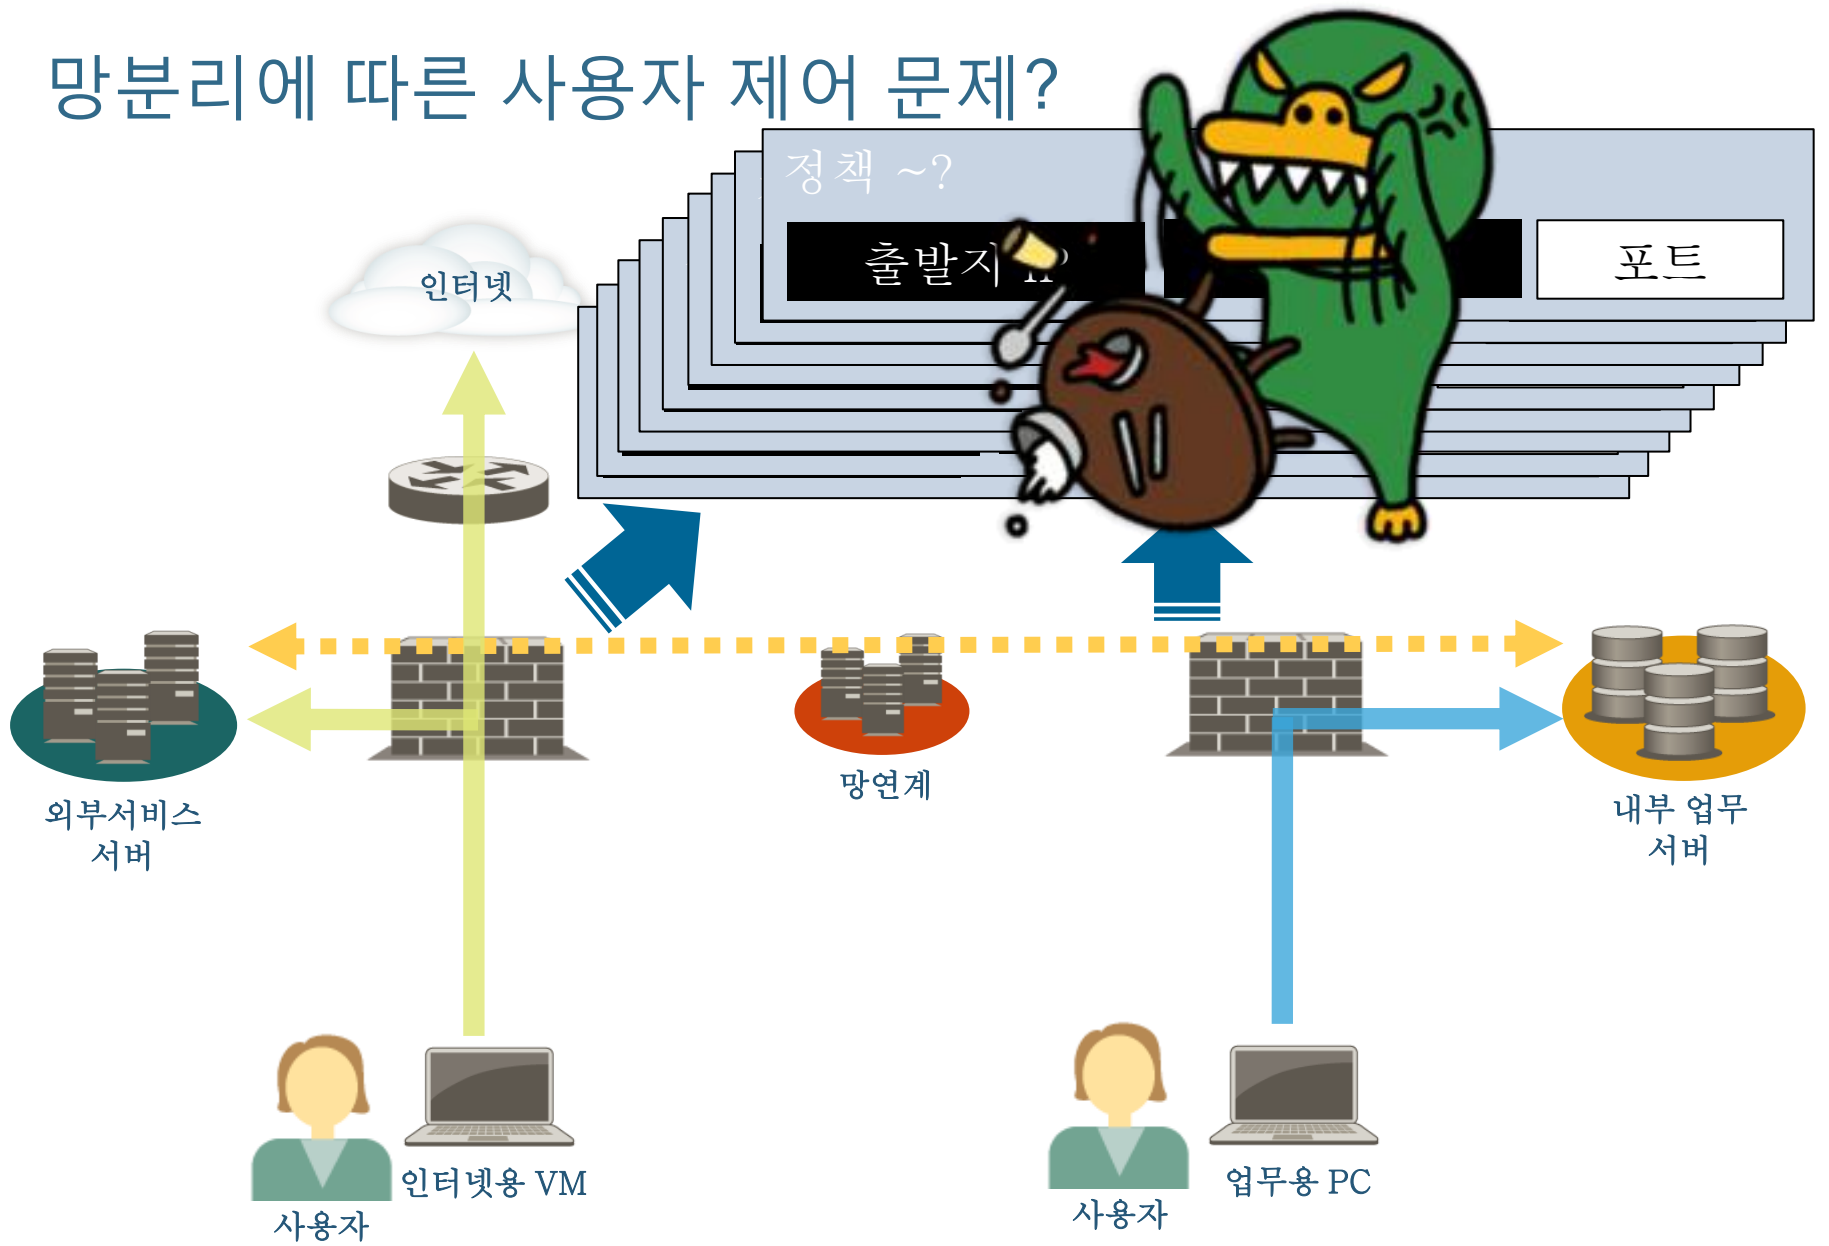 망분리에 따른 사용자 제어 문제?
정책 ~?
출발지 IP
포트
인터넷
망연계
외부서비스
서버
내부 업무
서버
인터넷용 VM
사용자
업무용 PC
사용자